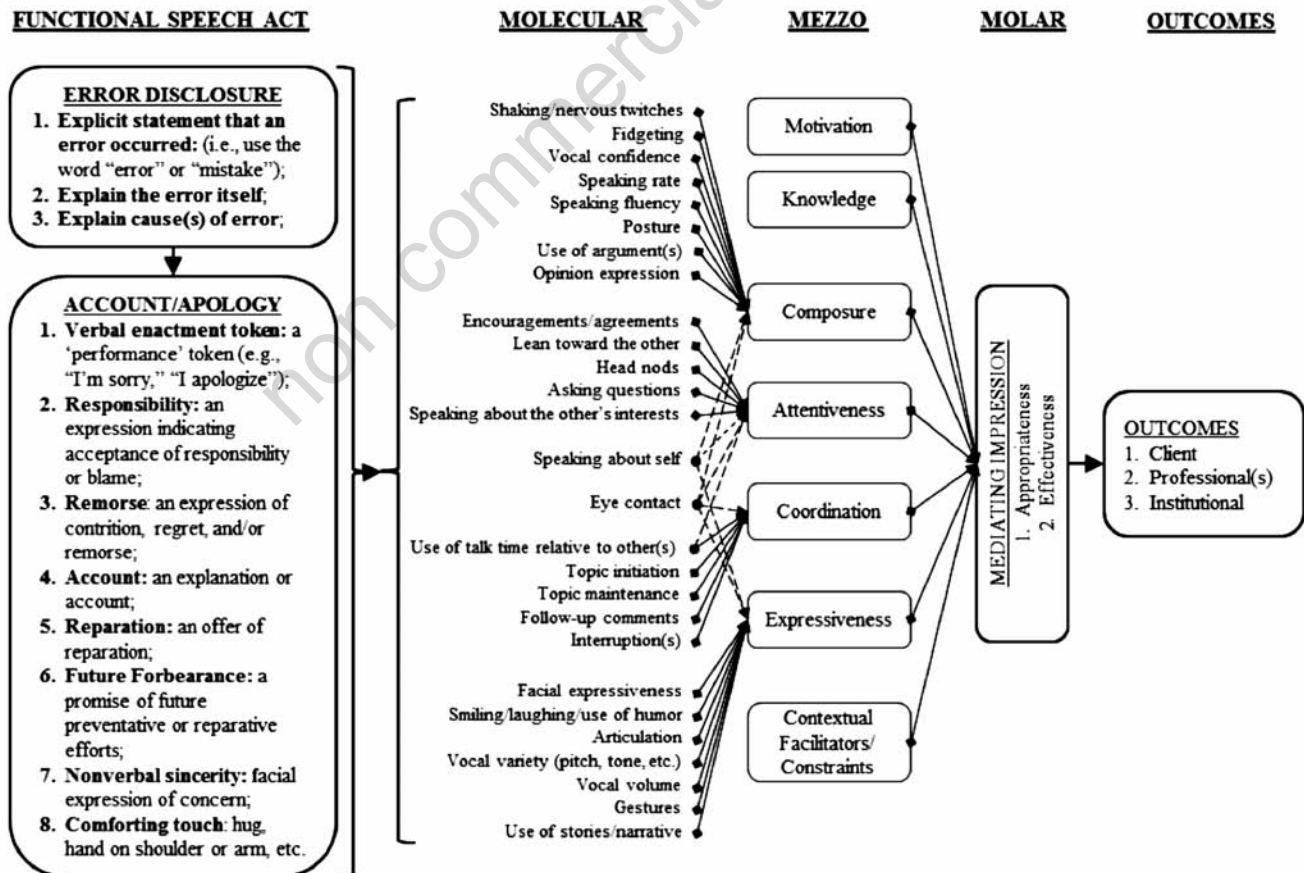 FUNCTIONAL SPEECH ACT
MOLECULAR
MEZZO
MOLAR
OUTCOMES
ERROR DISCLOSURE
1. Explicit statement that an
error occurred: (i.e., use the
word “error” or “mistake”);
2. Explain the error itself;
3. Explain cause(s) of error;
ACCOUNT/APOLOGY
1. Verbal enactment token: a
‘performance’ token (e.g.,
“I’m sorry,” “I apologize”);
2. Responsibility: an
expression indicating
acceptance of responsibility
or blame;
3. Remorse: an expression of
contrition, regret, and/or
remorse;
4. Account: an explanation or
account;
5. Reparation: an offer of
reparation;
6. Future Forbearance: a
promise of future
preventative or reparative
efforts;
7. Nonverbal sincerity: facial
expression of concern;
8. Comforting touch: hug,
hand on shoulder or arm, etc.
Shaking/nervous twitches
Fidgeting
Vocal confidence
Speaking rate
Speaking fluency
Posture
Use of argument(s)
Opinion expression
Encouragements/agreements
Lean toward the other
Head nods
Asking questions
Speaking about the other’s interests
Speaking about self
Eye contact
Use of talk time relative to other(s)
Topic initiation
Topic maintenance
Follow-up comments
Interruption(s)
Facial expressiveness
Smiling/laughing/use of humor
Articulation
Vocal variety (pitch, tone, etc.)
Vocal volume
Gestures
Use of stories/narrative
Motivation
Knowledge
Composure
Attentiveness
Coordination
Expressiveness
Contextual
Facilitators/
Constraints
MEDIATING IMPRESSION
1. Appropriateness
2. Effectiveness
OUTCOMES
1. Client
2. Professional(s)
3. Institutional
non commercia